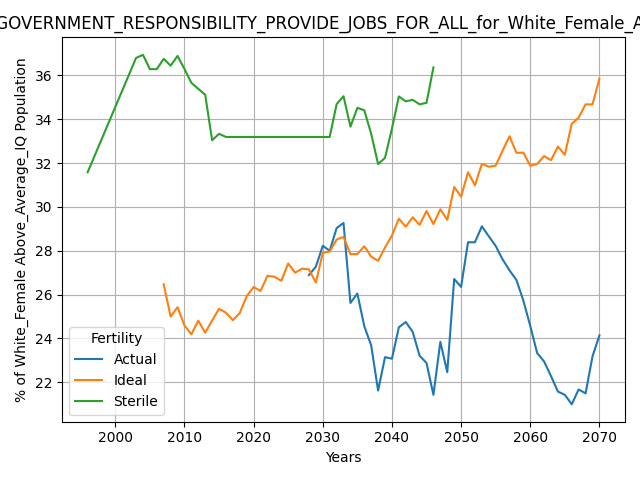 GOVERNMENT_RESPONSIBILITY_PROVIDE_JOBS_FOR_ALL_for_White_Female_A
% of White_Female Above_Average_IQ Population
36
34
32
30
28
26
24
22
Fertility
Actual
Ideal
Sterile
2000 2010 2020 2030 2040 2050 2060 2070
Years